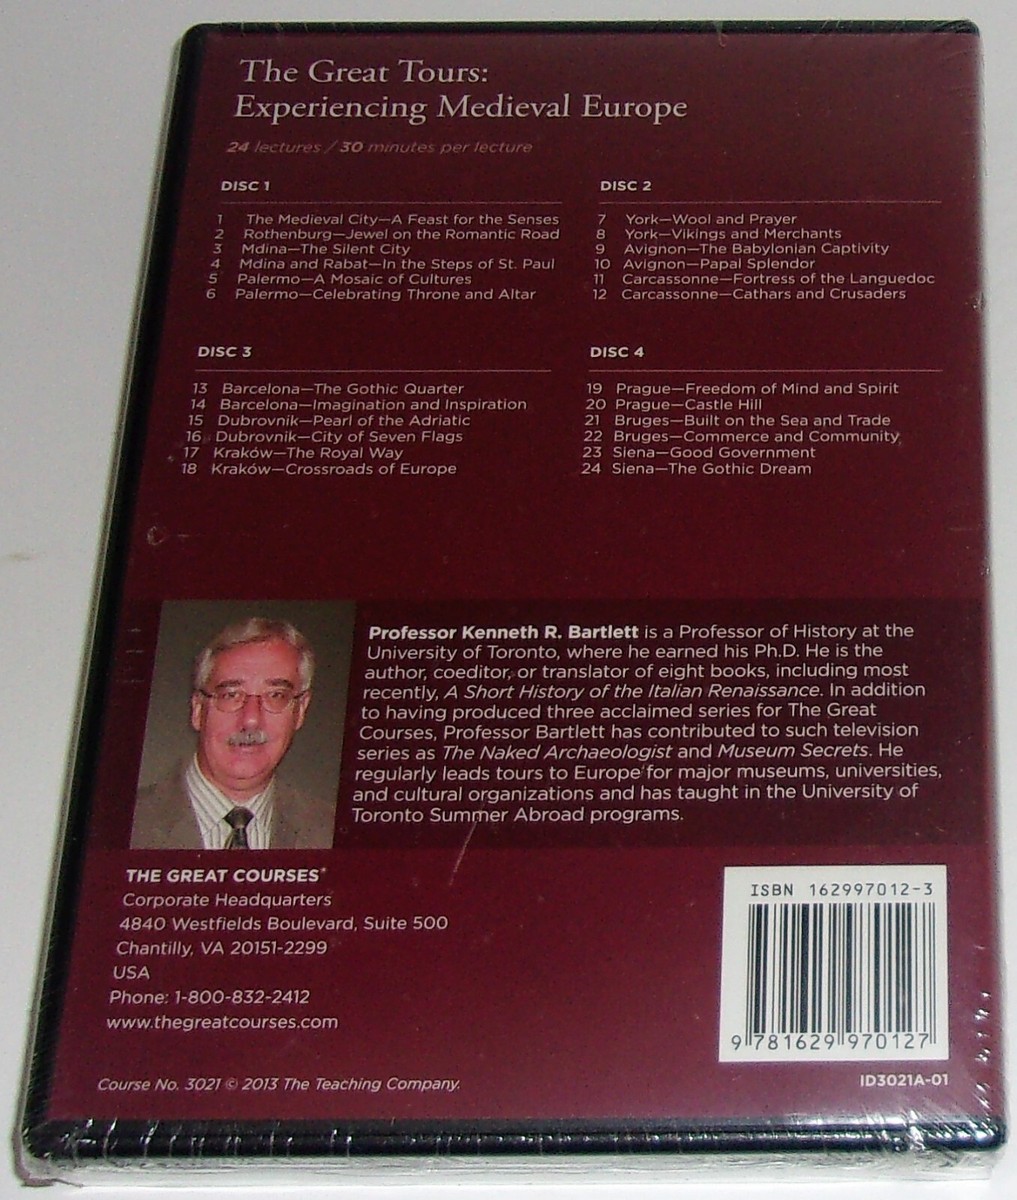 The Great Tours:
Experiencing Medieval Europe
24 lectures / 30 minutes per lecture
DISC 1
1 The Medieval City—A Feast for the Senses
2 Rothenburg—Jewel on the Romantic Road
3 Mdina—The Silent City
4 Mdina and Rabat—In the Steps of St. Paul
5 Palermo—A Mosaic of Cultures
6 Palermo—Celebrating Throne and Altar
DISC 2
7 York—Wool and Prayer
8 York—Vikings and Merchants
9 Avignon—The Babylonian Captivity
10 Avignon—Papal Splendor
11 Carcassonne—Fortress of the Languedoc
12 Carcassonne—Cathars and Crusaders
DISC 3
13 Barcelona—The Gothic Quarter
14 Barcelona—Imagination and Inspiration
15 Dubrovnik—Pearl of the Adriatic
16 Dubrovnik—City of Seven Flags
17 Kraków—The Royal Way
18 Kraków—Crossroads of Europe
DISC 4
19 Prague—Freedom of Mind and Spirit
20 Prague—Castle Hill
21 Bruges—Built on the Sea and Trade
22 Bruges—Commerce and Community
23 Siena—Good Government
24 Siena—The Gothic Dream
Professor Kenneth R. Bartlett is a Professor of History at the
University of Toronto, where he earned his Ph.D. He is the
author, coeditor, or translator of eight books, including most
recently, A Short History of the Italian Renaissance. In addition
to having produced three acclaimed series for The Great
Courses, Professor Bartlett has contributed to such television
series as The Naked Archaeologist and Museum Secrets. He
regularly leads tours to Europe for major museums, universities,
and cultural organizations and has taught in the University of
Toronto Summer Abroad programs.
THE GREAT COURSES®
Corporate Headquarters
4840 Westfields Boulevard, Suite 500
Chantilly, VA 20151-2299
USA
Phone: 1-800-832-2412
www.thegreatcourses.com
Course No. 3021 © 2013 The Teaching Company.
ISBN 162997012-3
9 781629 970127
ID3021A-01